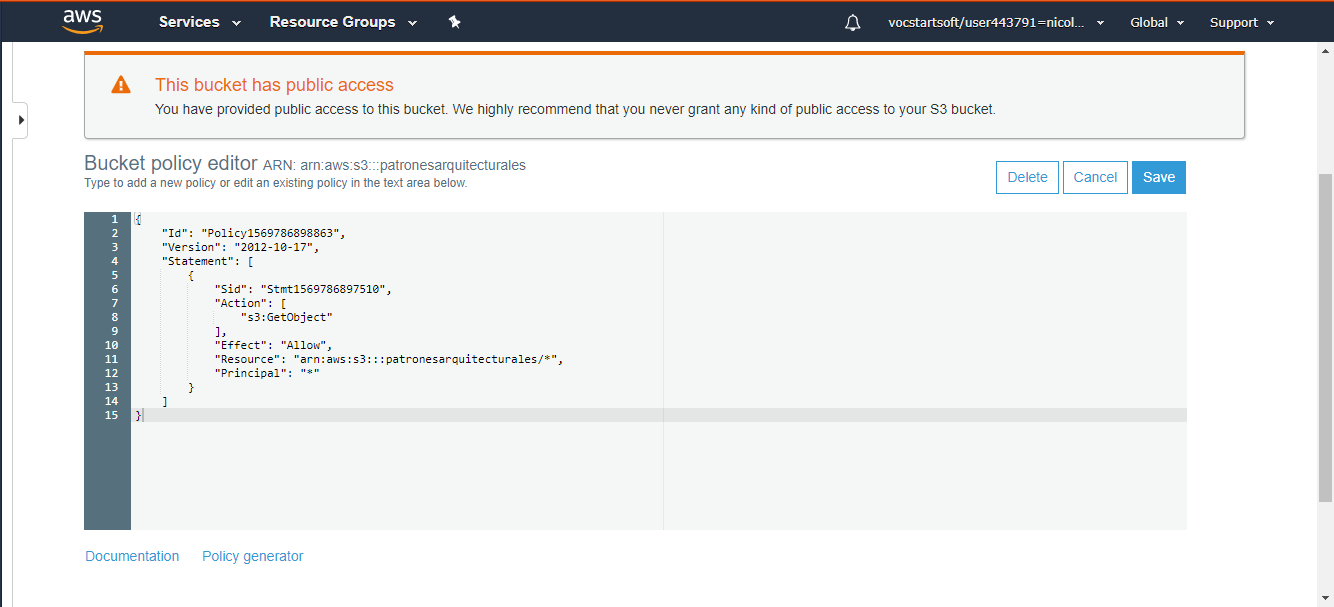 aws Services Resource Groups vocstartsoft/user443791=nicol... Global Support
This bucket has public access
You have provided public access to this bucket. We highly recommend that you never grant any kind of public access to your S3 bucket.
Bucket policy editor ARN: arn:aws:s3:::patronesarquitecturales
Type to add a new policy or edit an existing policy in the text area below.
Delete Cancel Save
1 {
2 "Id": "Policy1569786898863",
3 "Version": "2012-10-17",
4 "Statement": [
5 {
6 "Sid": "Stmt1569786897510",
7 "Action": [
8 "s3:GetObject"
9 ],
10 "Effect": "Allow",
11 "Resource": "arn:aws:s3:::patronesarquitecturales/*",
12 "Principal": "*"
13 }
14 ]
15 }
Documentation Policy generator